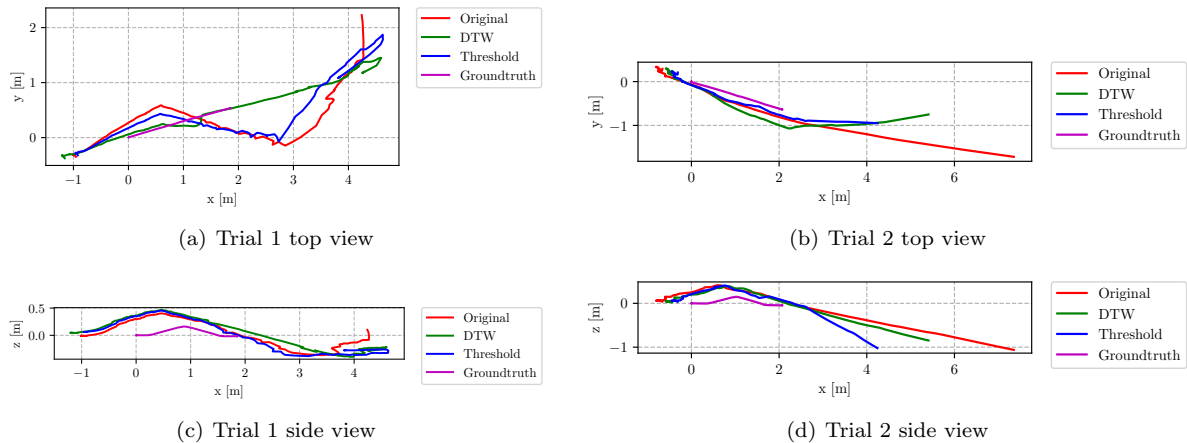 2
1
0
y [m]
−1 0 1 2 3 4
x [m]
Original
DTW
Threshold
Groundtruth
(a) Trial 1 top view
0
−1
y [m]
0 2 4 6
x [m]
Original
DTW
Threshold
Groundtruth
(b) Trial 2 top view
0.5
0.0
z [m]
−1 0 1 2 3 4
x [m]
Original
DTW
Threshold
Groundtruth
(c) Trial 1 side view
0
−1
z [m]
0 2 4 6
x [m]
Original
DTW
Threshold
Groundtruth
(d) Trial 2 side view